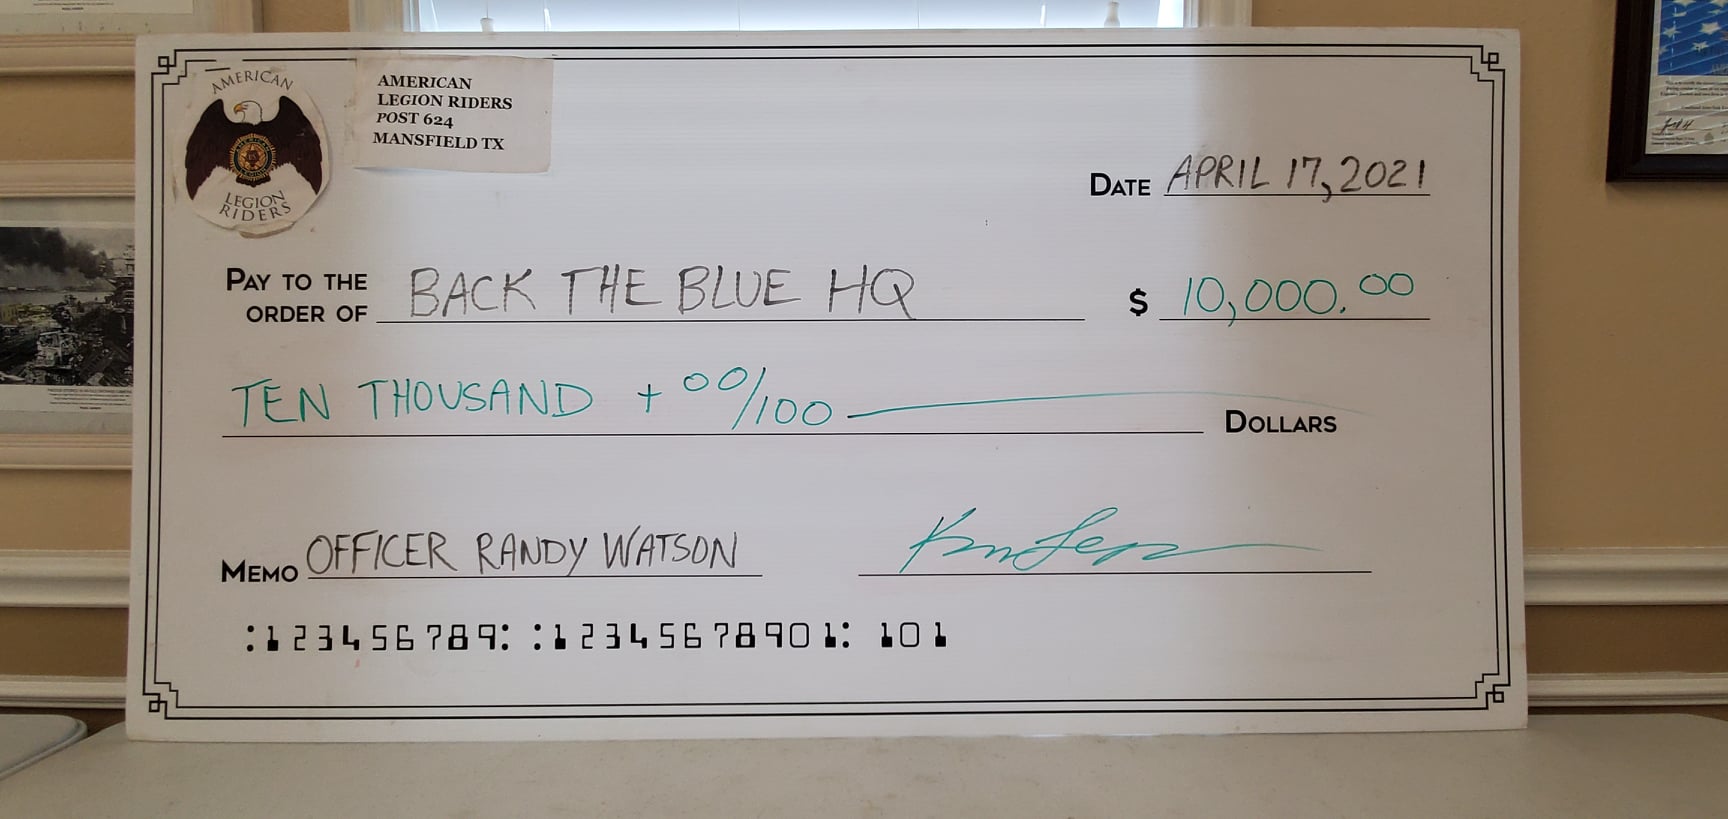 AMERICAN
LEGION
RIDERS
AMERICAN
LEGION RIDERS
POST 624
MANSFIELD TX
DATE APRIL 17, 2021
PAY TO THE
ORDER OF BACK THE BLUE HQ $ 10,000.00
TEN THOUSAND + 00/100 DOLLARS
MEMO OFFICER RANDY WATSON
:123456789: :12345678901: 101